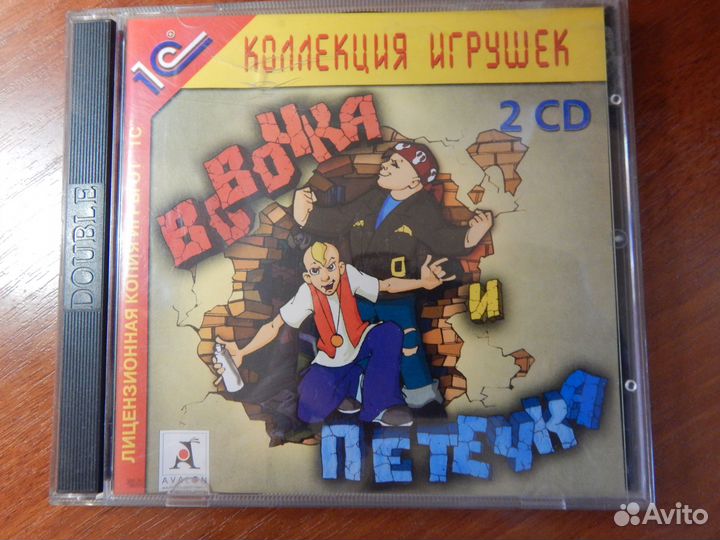 1С
КОЛЛЕКЦИЯ ИГРУШЕК
2 CD
ВОВОЧКА
И
ПЕТЕЧКА
ЛИЦЕНЗИОННАЯ КОПИЯ ИГРЫ ОТ "1С"
DOUBLE
AVALON
Avito